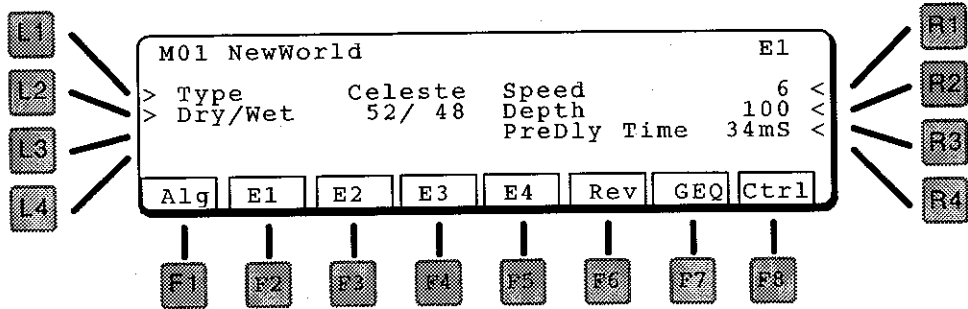 L1
R1
M01 NewWorld E1
L2
R2
> Type Celeste Speed 6 <
> Dry/Wet 52/ 48 Depth 100 <
PreDly Time 34mS <
L3
R3
L4
R4
Alg E1 E2 E3 E4 Rev GEQ Ctrl
F1 F2 F3 F4 F5 F6 F7 F8